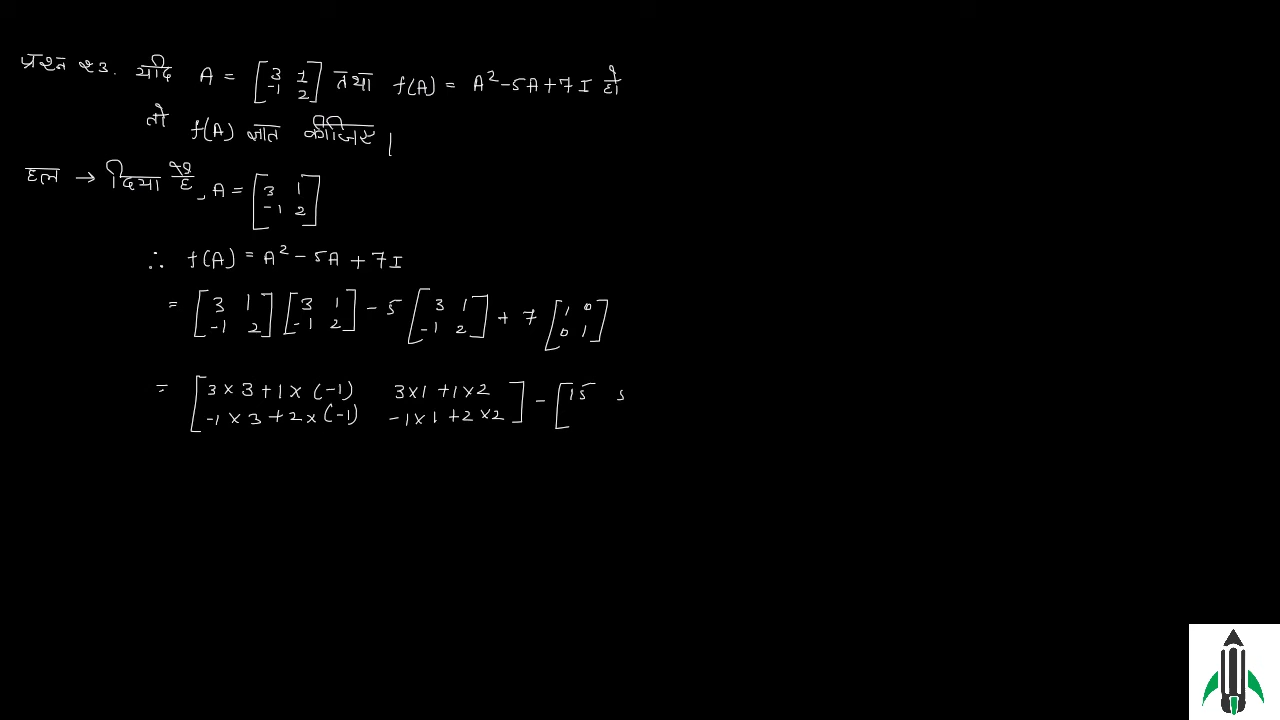 प्रश्न २३. यदि A = [3 1 -1 2] तथा f(A) = A² - 5A + 7I हो
तो f(A) ज्ञात कीजिए |
हल → दिया है, A = [3 1 -1 2]
∴ f(A) = A² - 5A + 7I
= [3 1 -1 2] [3 1 -1 2] - 5 [3 1 -1 2] + 7 [1 0 0 1]
= [3×3+1×(-1) 3×1+1×2 -1×3+2×(-1) -1×1+2×2] - [15 5